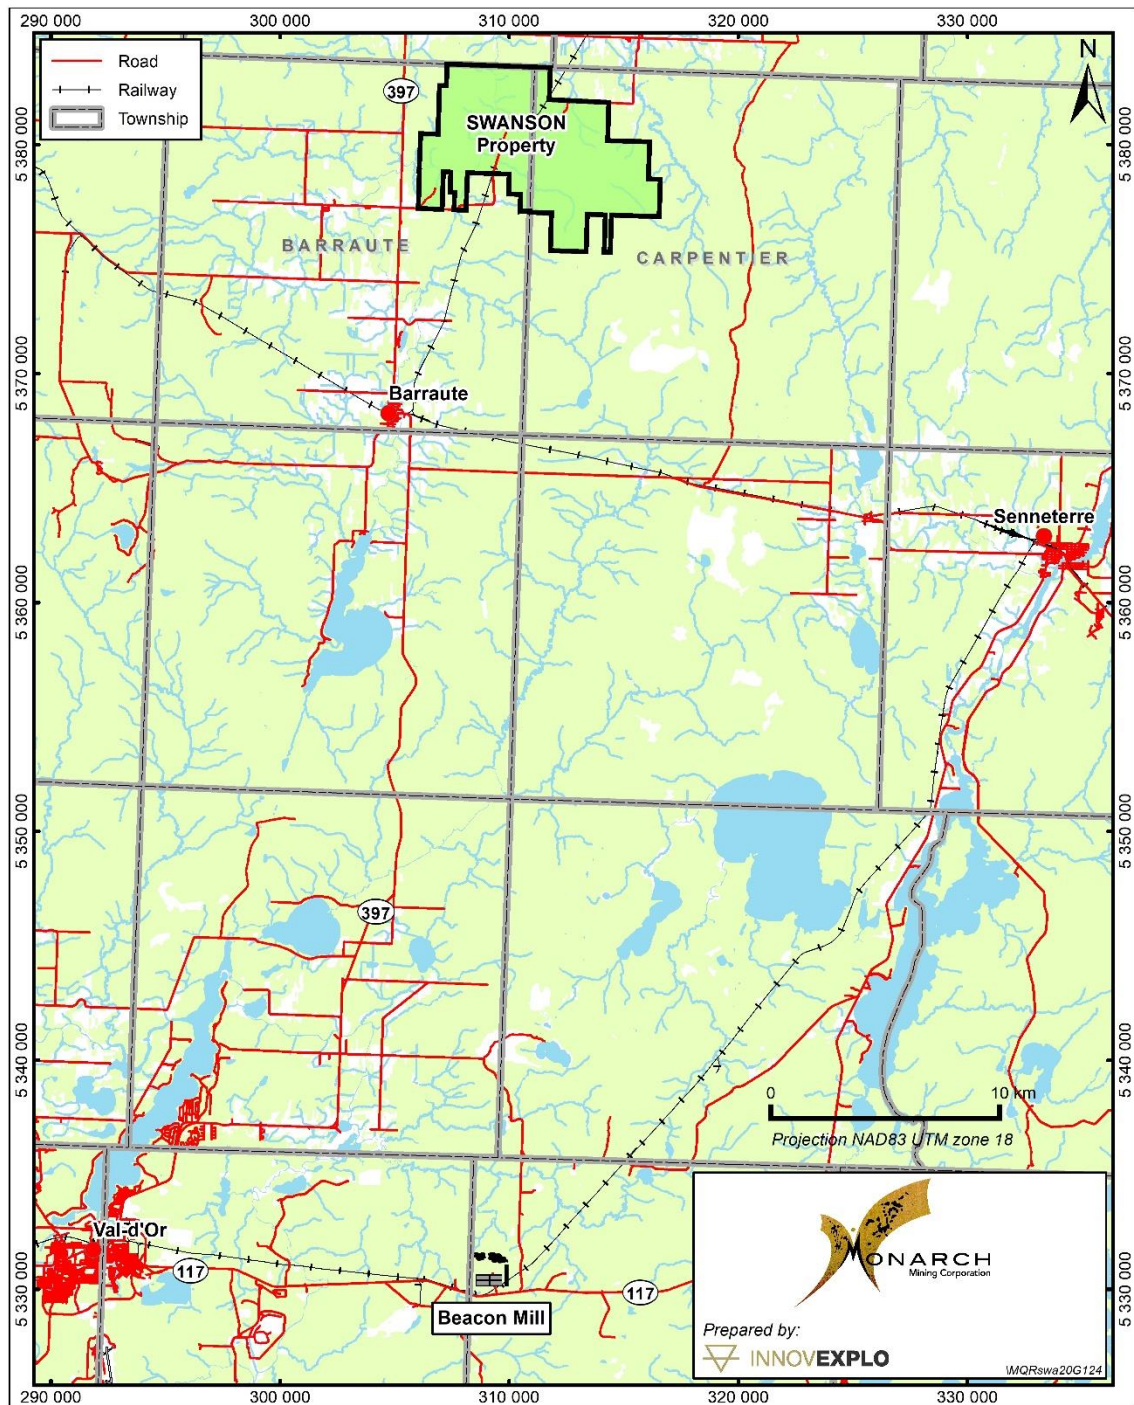 290 000
300 000
310 000
320 000
330 000
Road
Railway
Township
N
397
SWANSON
Property
5 380 000
5 380 000
BARRAUTE
CARPENTIER
5 370 000
5 370 000
Barraute
Senneterre
5 360 000
5 360 000
5 350 000
5 350 000
397
5 340 000
5 340 000
0
10 km
Projection NAD83 UTM zone 18
Val-d'Or
117
5 330 000
5 330 000
117
Beacon Mill
MONARCH
Mining Corporation
Prepared by:
INNOVEXPLO
\MQRswa20G124
290 000
300 000
310 000
320 000
330 000